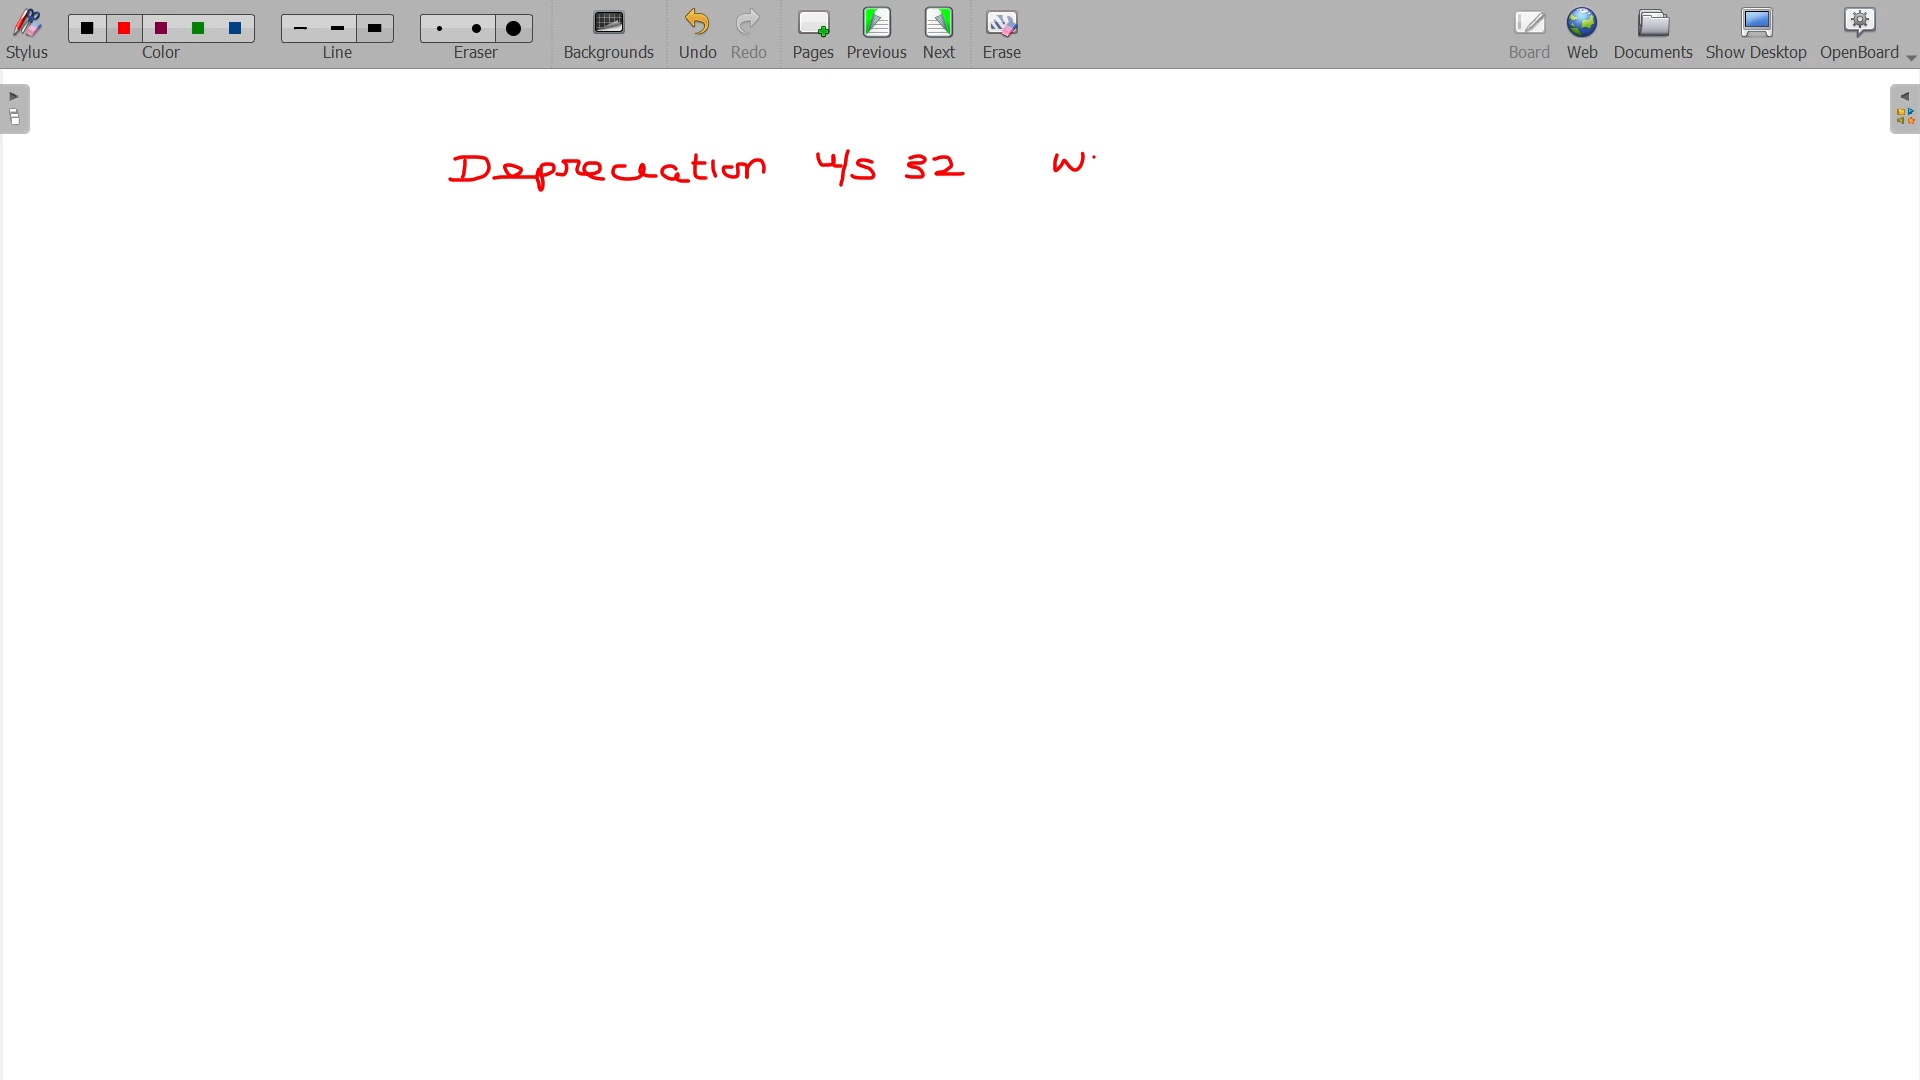 Stylus Color Line Eraser Backgrounds Undo Redo Pages Previous Next Erase Board Web Documents Show Desktop OpenBoard
Depreciation u/s 32